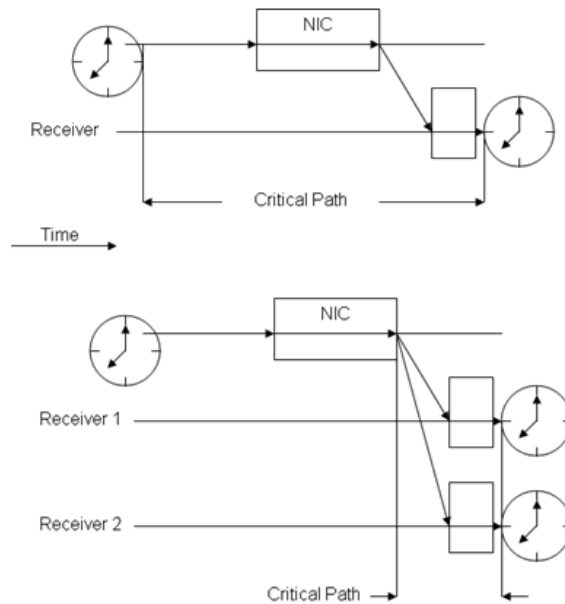 NIC
Receiver
Critical Path
Time
NIC
Receiver 1
Receiver 2
Critical Path